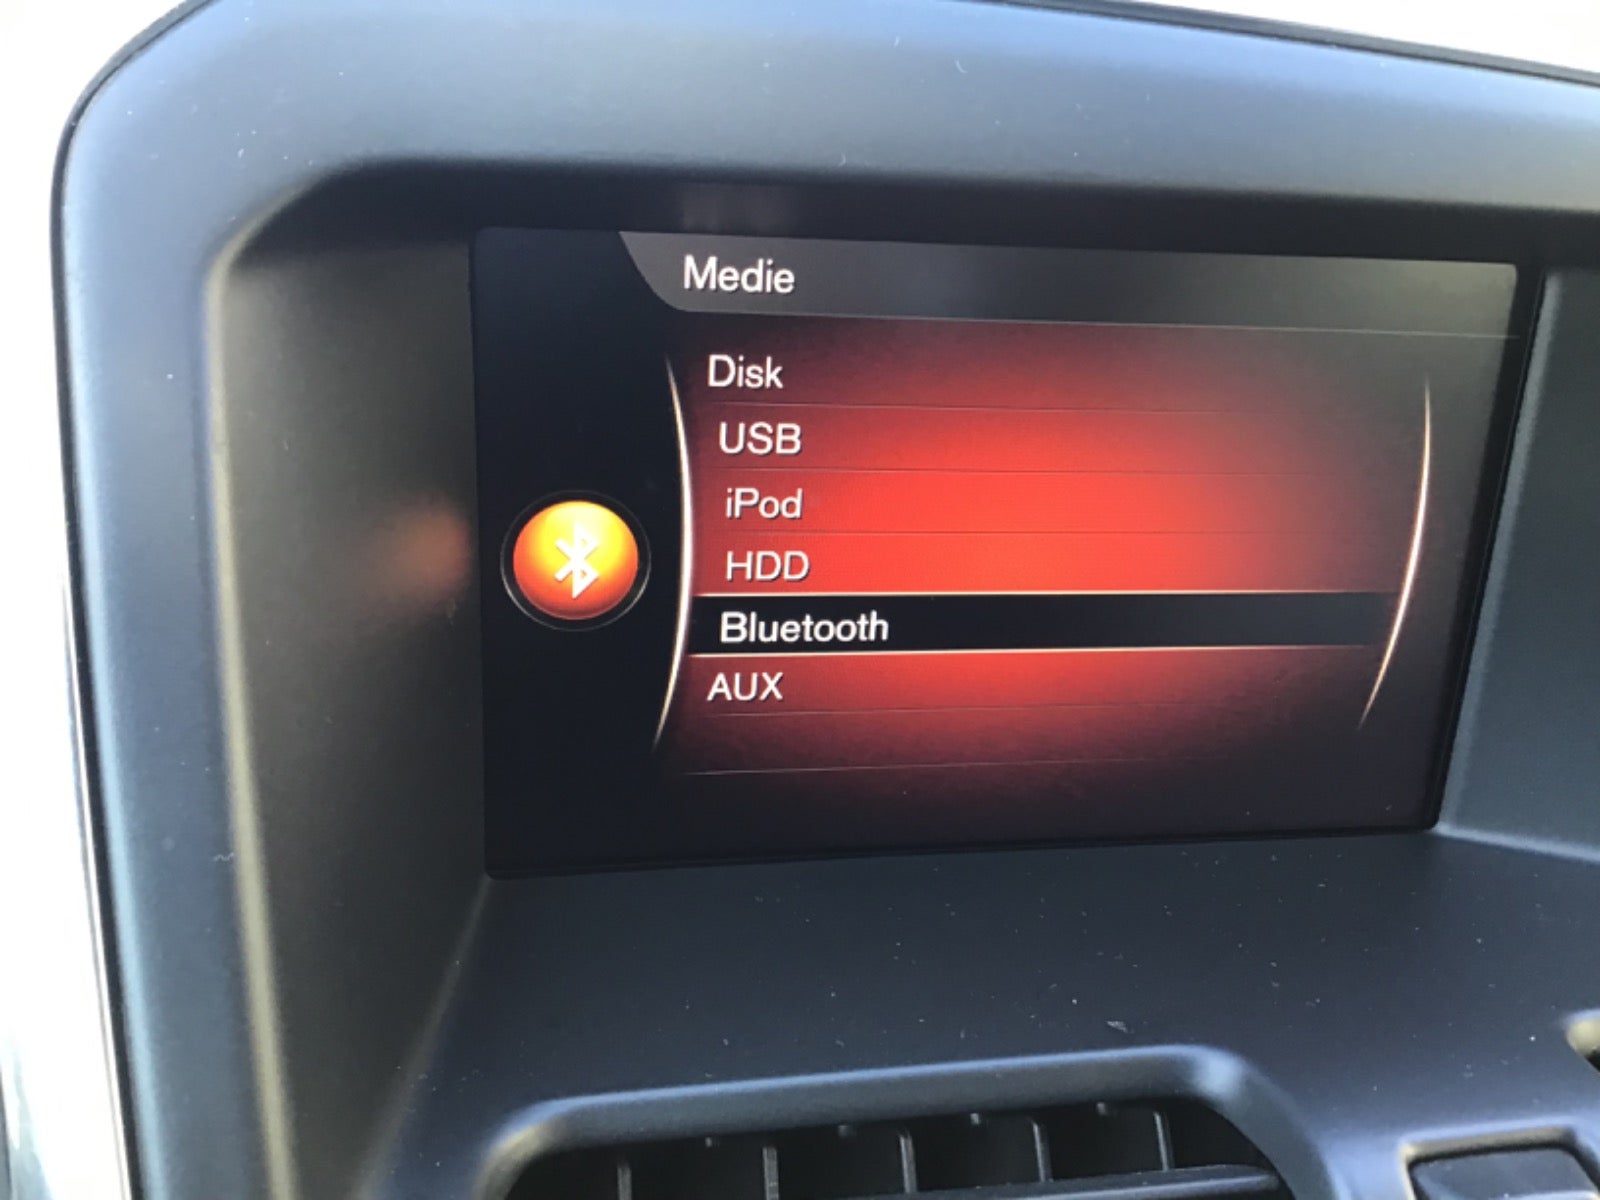 Medie
Disk
USB
iPod
HDD
Bluetooth
AUX